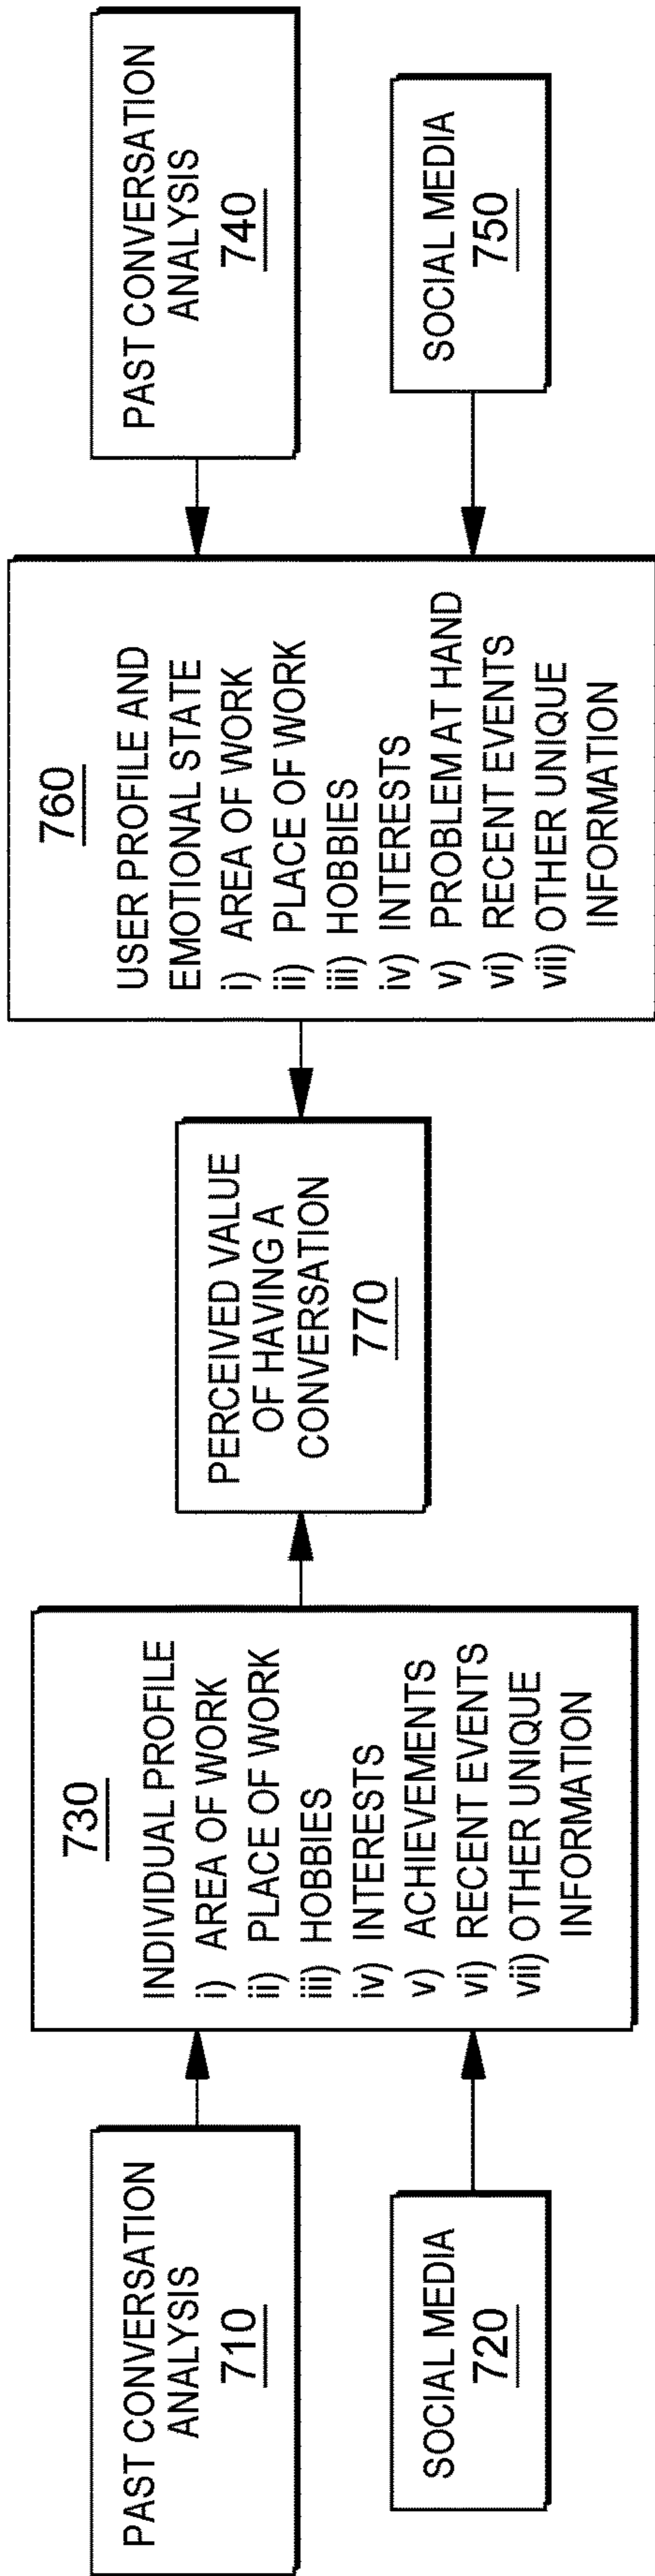 PAST CONVERSATION
ANALYSIS
710
SOCIAL MEDIA
720
730
INDIVIDUAL PROFILE
i) AREA OF WORK
ii) PLACE OF WORK
iii) HOBBIES
iv) INTERESTS
v) ACHIEVEMENTS
vi) RECENT EVENTS
vii) OTHER UNIQUE
INFORMATION
PERCEIVED VALUE
OF HAVING A
CONVERSATION
770
760
USER PROFILE AND
EMOTIONAL STATE
i) AREA OF WORK
ii) PLACE OF WORK
iii) HOBBIES
iv) INTERESTS
v) PROBLEM AT HAND
vi) RECENT EVENTS
vii) OTHER UNIQUE
INFORMATION
PAST CONVERSATION
ANALYSIS
740
SOCIAL MEDIA
750